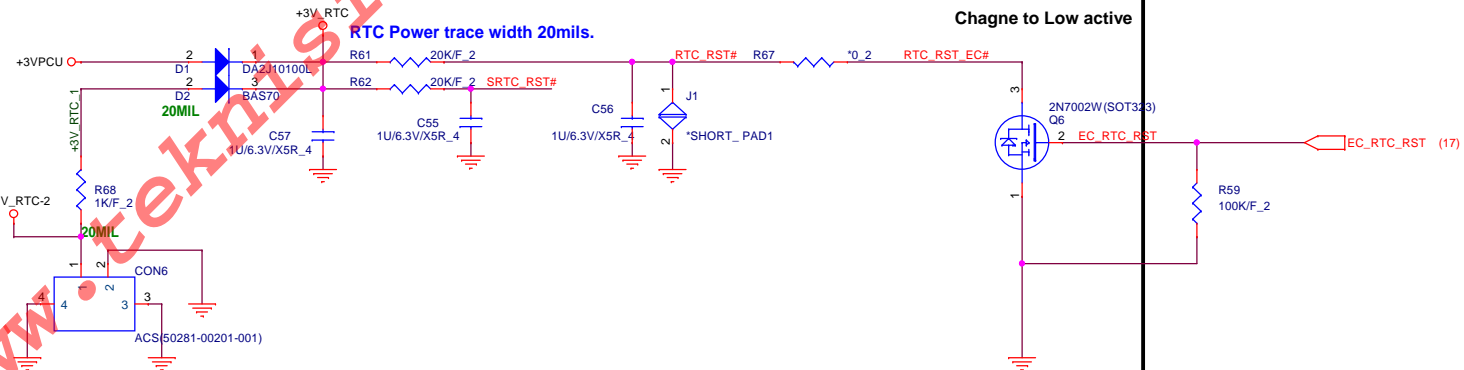 +3V_RTC
Chagne to Low active
RTC Power trace width 20mils.
+3VPCU
2
D1
1
DA2J10100L
R61
20K/F_2
RTC_RST#
R67
*0_2
RTC_RST_EC#
2
D2
3
BAS70
R62
20K/F_2
SRTC_RST#
20MIL
+3V_RTC_1
C57
1U/6.3V/X5R_4
C55
1U/6.3V/X5R_4
C56
1U/6.3V/X5R_4
1
J1
*SHORT_PAD1
2
3
2N7002W(SOT323)
Q6
2
EC_RTC_RST
EC_RTC_RST (17)
1
R59
100K/F_2
R68
1K/F_2
V_RTC-2
20MIL
1
2
CON6
1
2
4
4
3
3
ACS(50281-00201-001)
www.teknisi